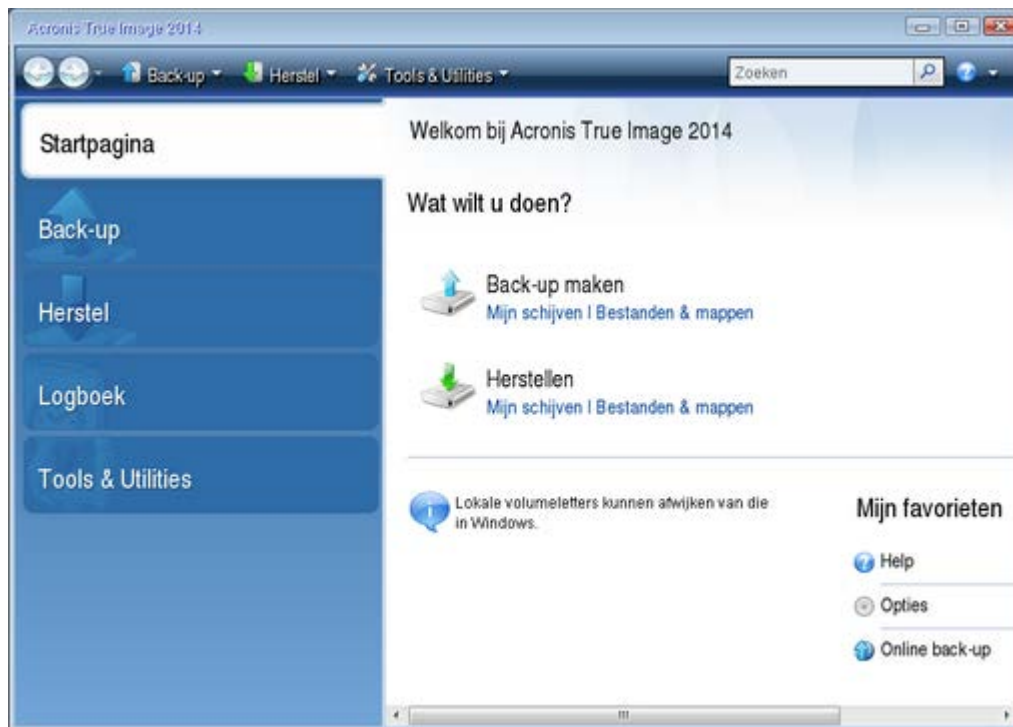 Acronis True Image 2014
Back-up
Herstel
Tools & Utilities
Zoeken
Startpagina
Back-up
Herstel
Logboek
Tools & Utilities
Welkom bij Acronis True Image 2014
Wat wilt u doen?
Back-up maken
Mijn schijven | Bestanden & mappen
Herstellen
Mijn schijven | Bestanden & mappen
Lokale volumeletters kunnen afwijken van die
in Windows.
Mijn favorieten
Help
Opties
Online back-up